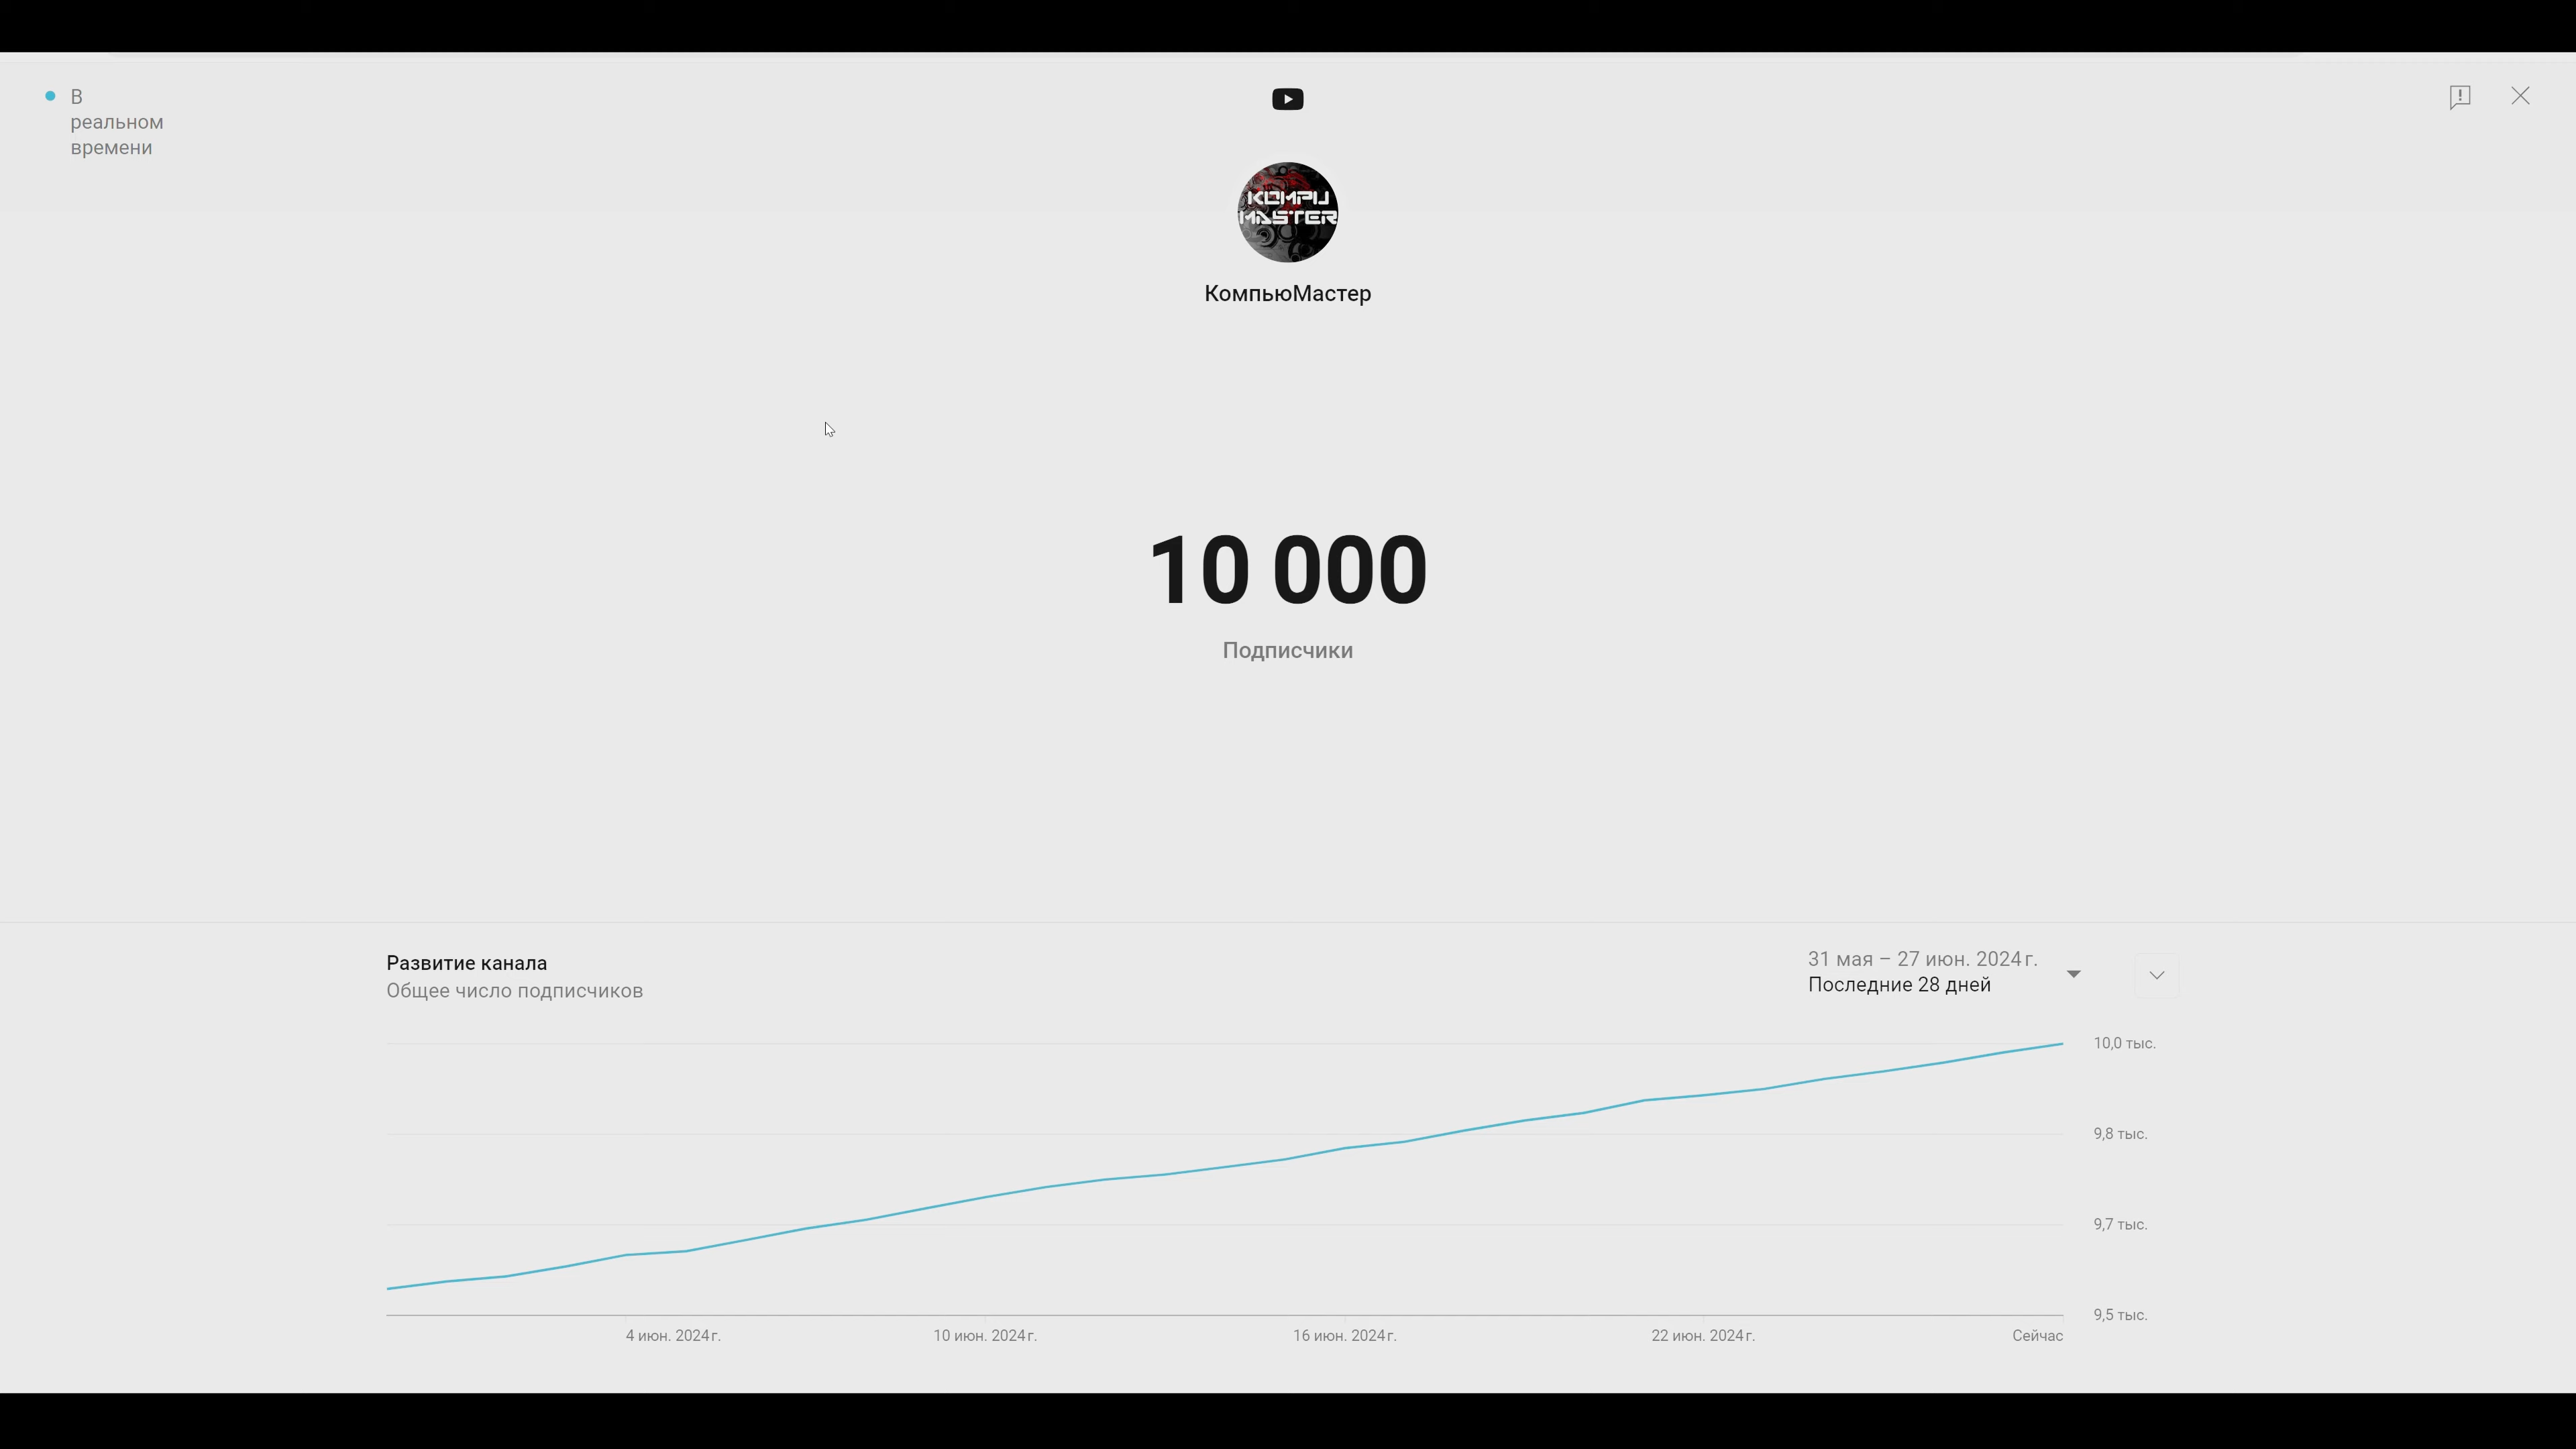 В
реальном
времени
KOMPU
MASTER
КомпьюМастер
10 000
Подписчики
Развитие канала
Общее число подписчиков
31 мая – 27 июн. 2024 г.
Последние 28 дней
10,0 тыс.
9,8 тыс.
9,7 тыс.
9,5 тыс.
4 июн. 2024 г.
10 июн. 2024 г.
16 июн. 2024 г.
22 июн. 2024 г.
Сейчас